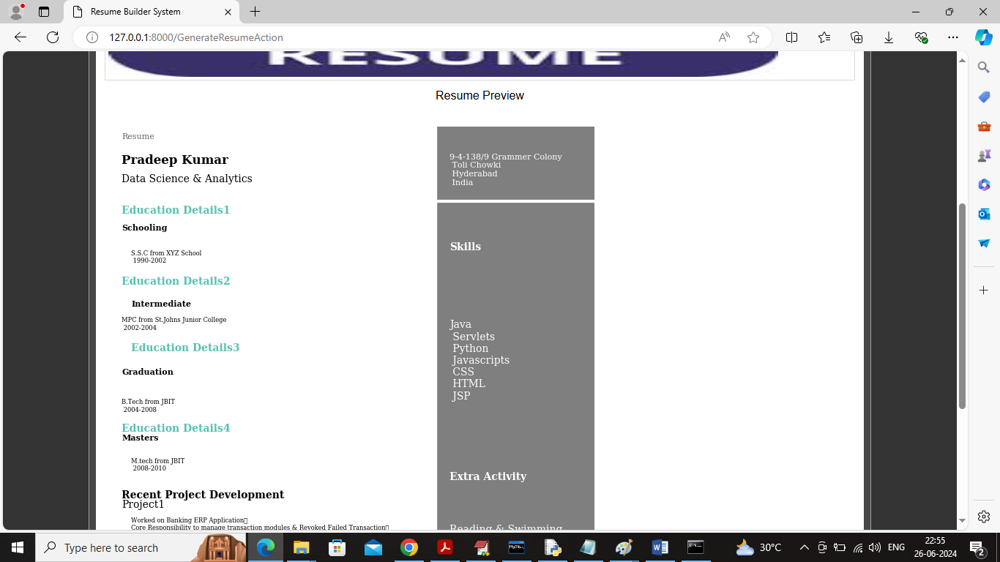 Resume Builder System
127.0.0.1:8000/GenerateResumeAction
RESUME
Resume Preview
Resume
Pradeep Kumar
Data Science & Analytics
Education Details1
Schooling
S.S.C from XYZ School
1990-2002
Education Details2
Intermediate
MPC from St.Johns Junior College
2002-2004
Education Details3
Graduation
B.Tech from JBIT
2004-2008
Education Details4
Masters
M.tech from JBIT
2008-2010
Recent Project Development
Project1
Worked on Banking ERP Application
Core Responsibility to manage transaction modules & Revoked Failed Transaction
9-4-138/9 Grammer Colony
Toli Chowki
Hyderabad
India
Skills
Java
Servlets
Python
Javascripts
CSS
HTML
JSP
Extra Activity
Reading & Swimming
Type here to search
30°C
ENG
22:55
26-06-2024
2